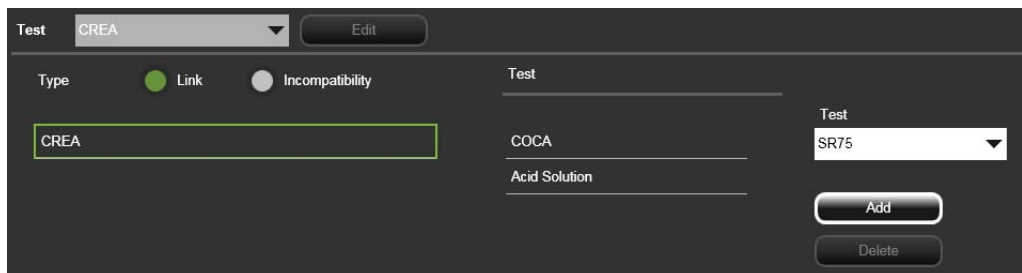 Test CREA Edit
Type Link Incompatibility
Test
CREA
COCA
Acid Solution
Test
SR75
Add
Delete